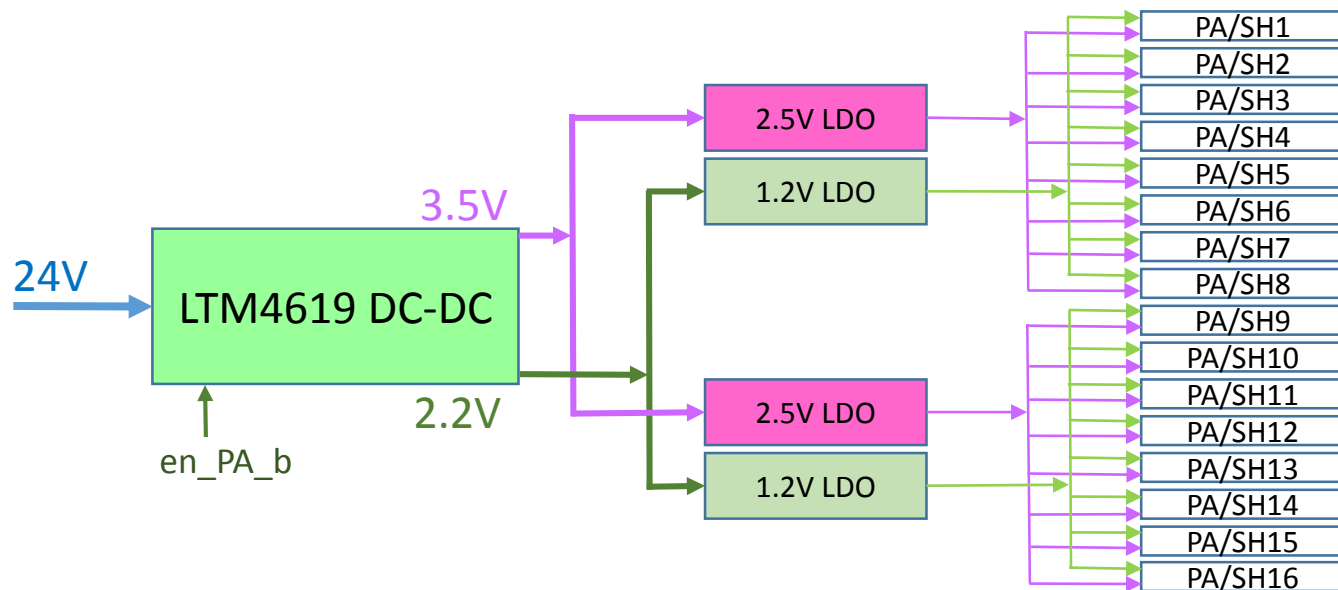 24V
LTM4619 DC-DC
en_PA_b
3.5V
2.2V
2.5V LDO
1.2V LDO
2.5V LDO
1.2V LDO
PA/SH1
PA/SH2
PA/SH3
PA/SH4
PA/SH5
PA/SH6
PA/SH7
PA/SH8
PA/SH9
PA/SH10
PA/SH11
PA/SH12
PA/SH13
PA/SH14
PA/SH15
PA/SH16